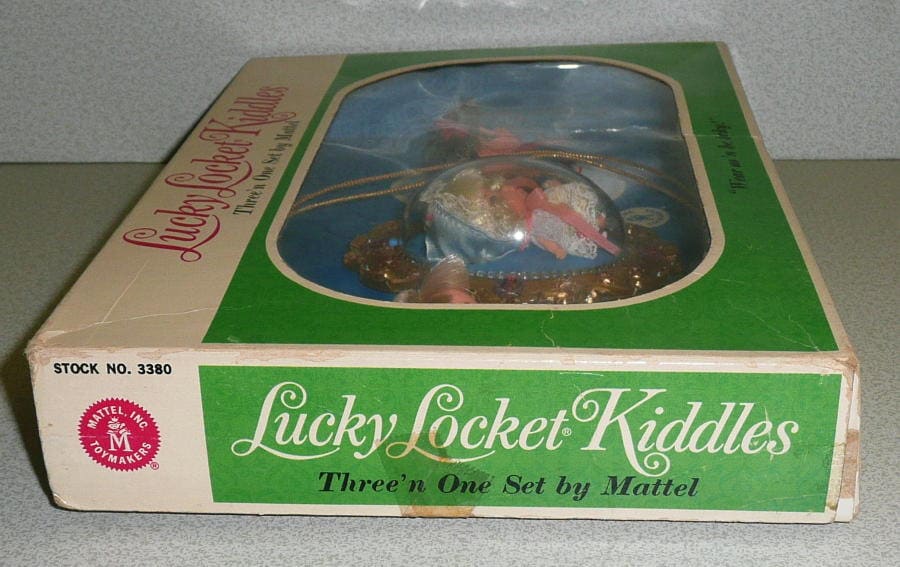 Lucky Locket Kiddles
Three'n One Set by Mattel
STOCK NO. 3380
MATTEL, INC.
M
TOYMAKERS
®
Lucky Locket® Kiddles
Three'n One Set by Mattel